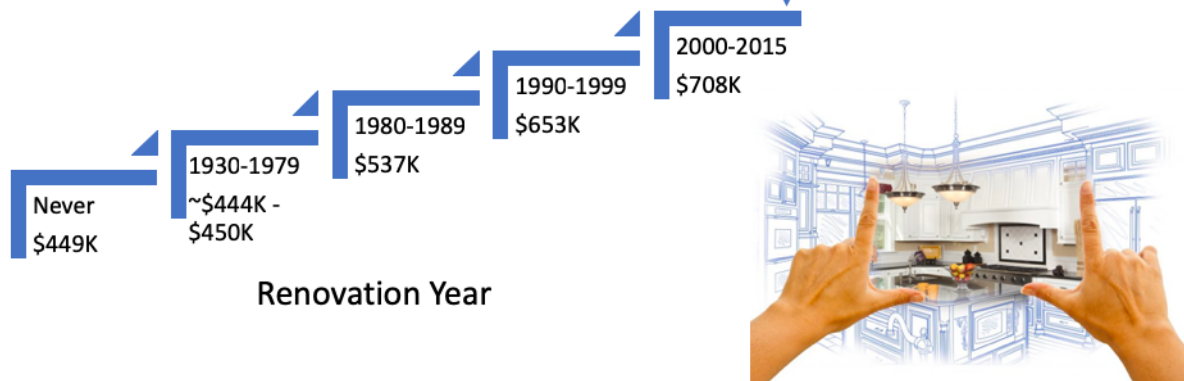 Never
$449K
1930-1979
~$444K -
$450K
1980-1989
$537K
1990-1999
$653K
2000-2015
$708K
Renovation Year